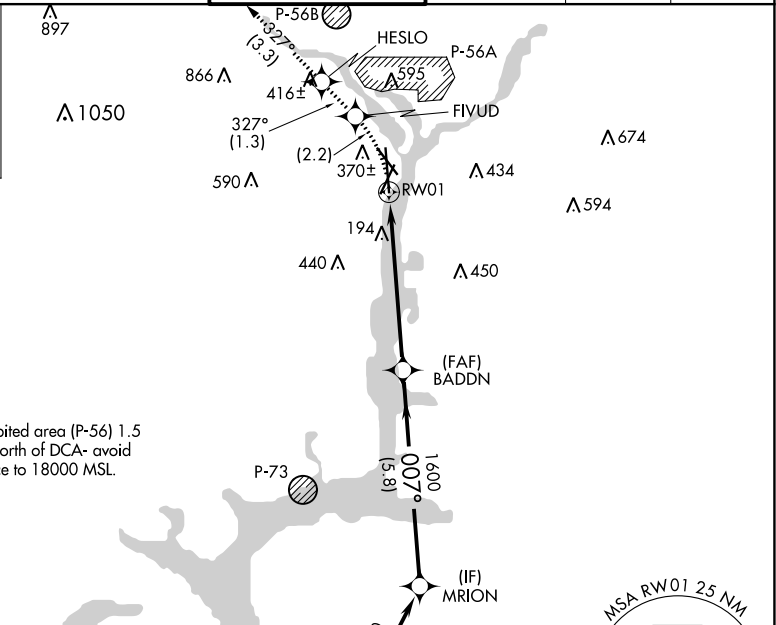 897
P-56B
327°
(3.3)
HESLO
P-56A
866
416±
595
1050
FIVUD
327°
(1.3)
(2.2)
370±
674
434
590
RW01
594
194
440
450
(FAF)
BADDN
bited area (P-56) 1.5
orth of DCA- avoid
ce to 18000 MSL.
P-73
1600
007°
(5.8)
(IF)
MRION
MSA RW01 25 NM